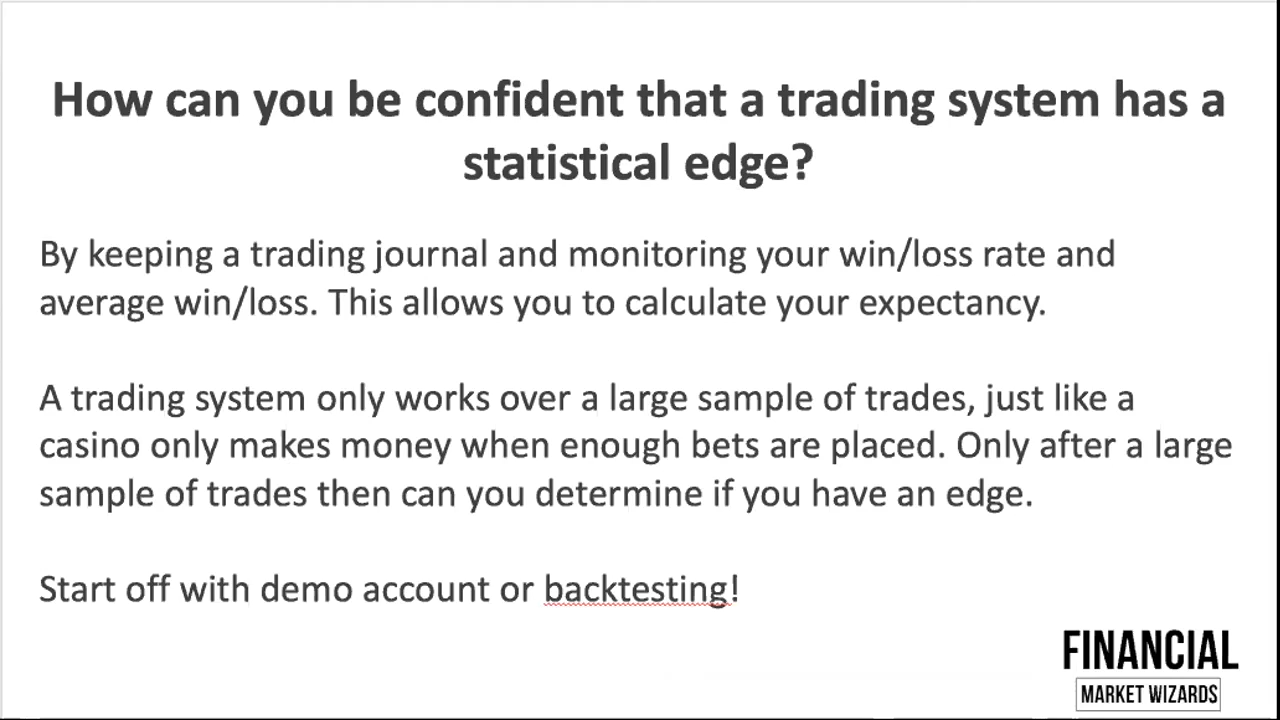 How can you be confident that a trading system has a
statistical edge?
By keeping a trading journal and monitoring your win/loss rate and
average win/loss. This allows you to calculate your expectancy.
A trading system only works over a large sample of trades, just like a
casino only makes money when enough bets are placed. Only after a large
sample of trades then can you determine if you have an edge.
Start off with demo account or backtesting!
FINANCIAL
MARKET WIZARDS